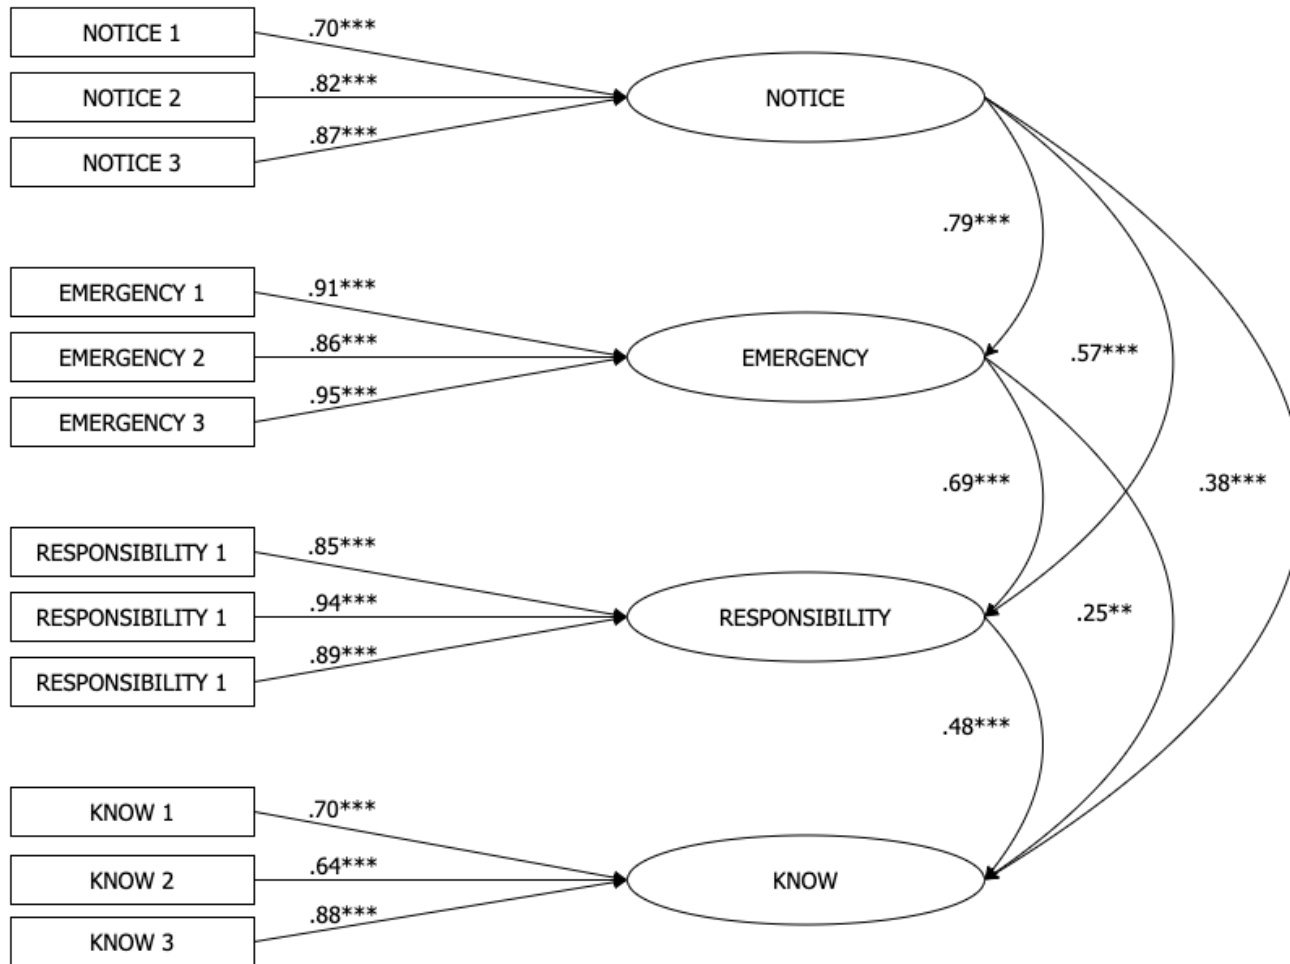 NOTICE 1
.70***
NOTICE 2
.82***
NOTICE
NOTICE 3
.87***
.79***
EMERGENCY 1
.91***
EMERGENCY 2
.86***
EMERGENCY
.57***
EMERGENCY 3
.95***
.69***
.38***
RESPONSIBILITY 1
.85***
RESPONSIBILITY 1
.94***
RESPONSIBILITY
.25**
RESPONSIBILITY 1
.89***
.48***
KNOW 1
.70***
KNOW 2
.64***
KNOW
KNOW 3
.88***